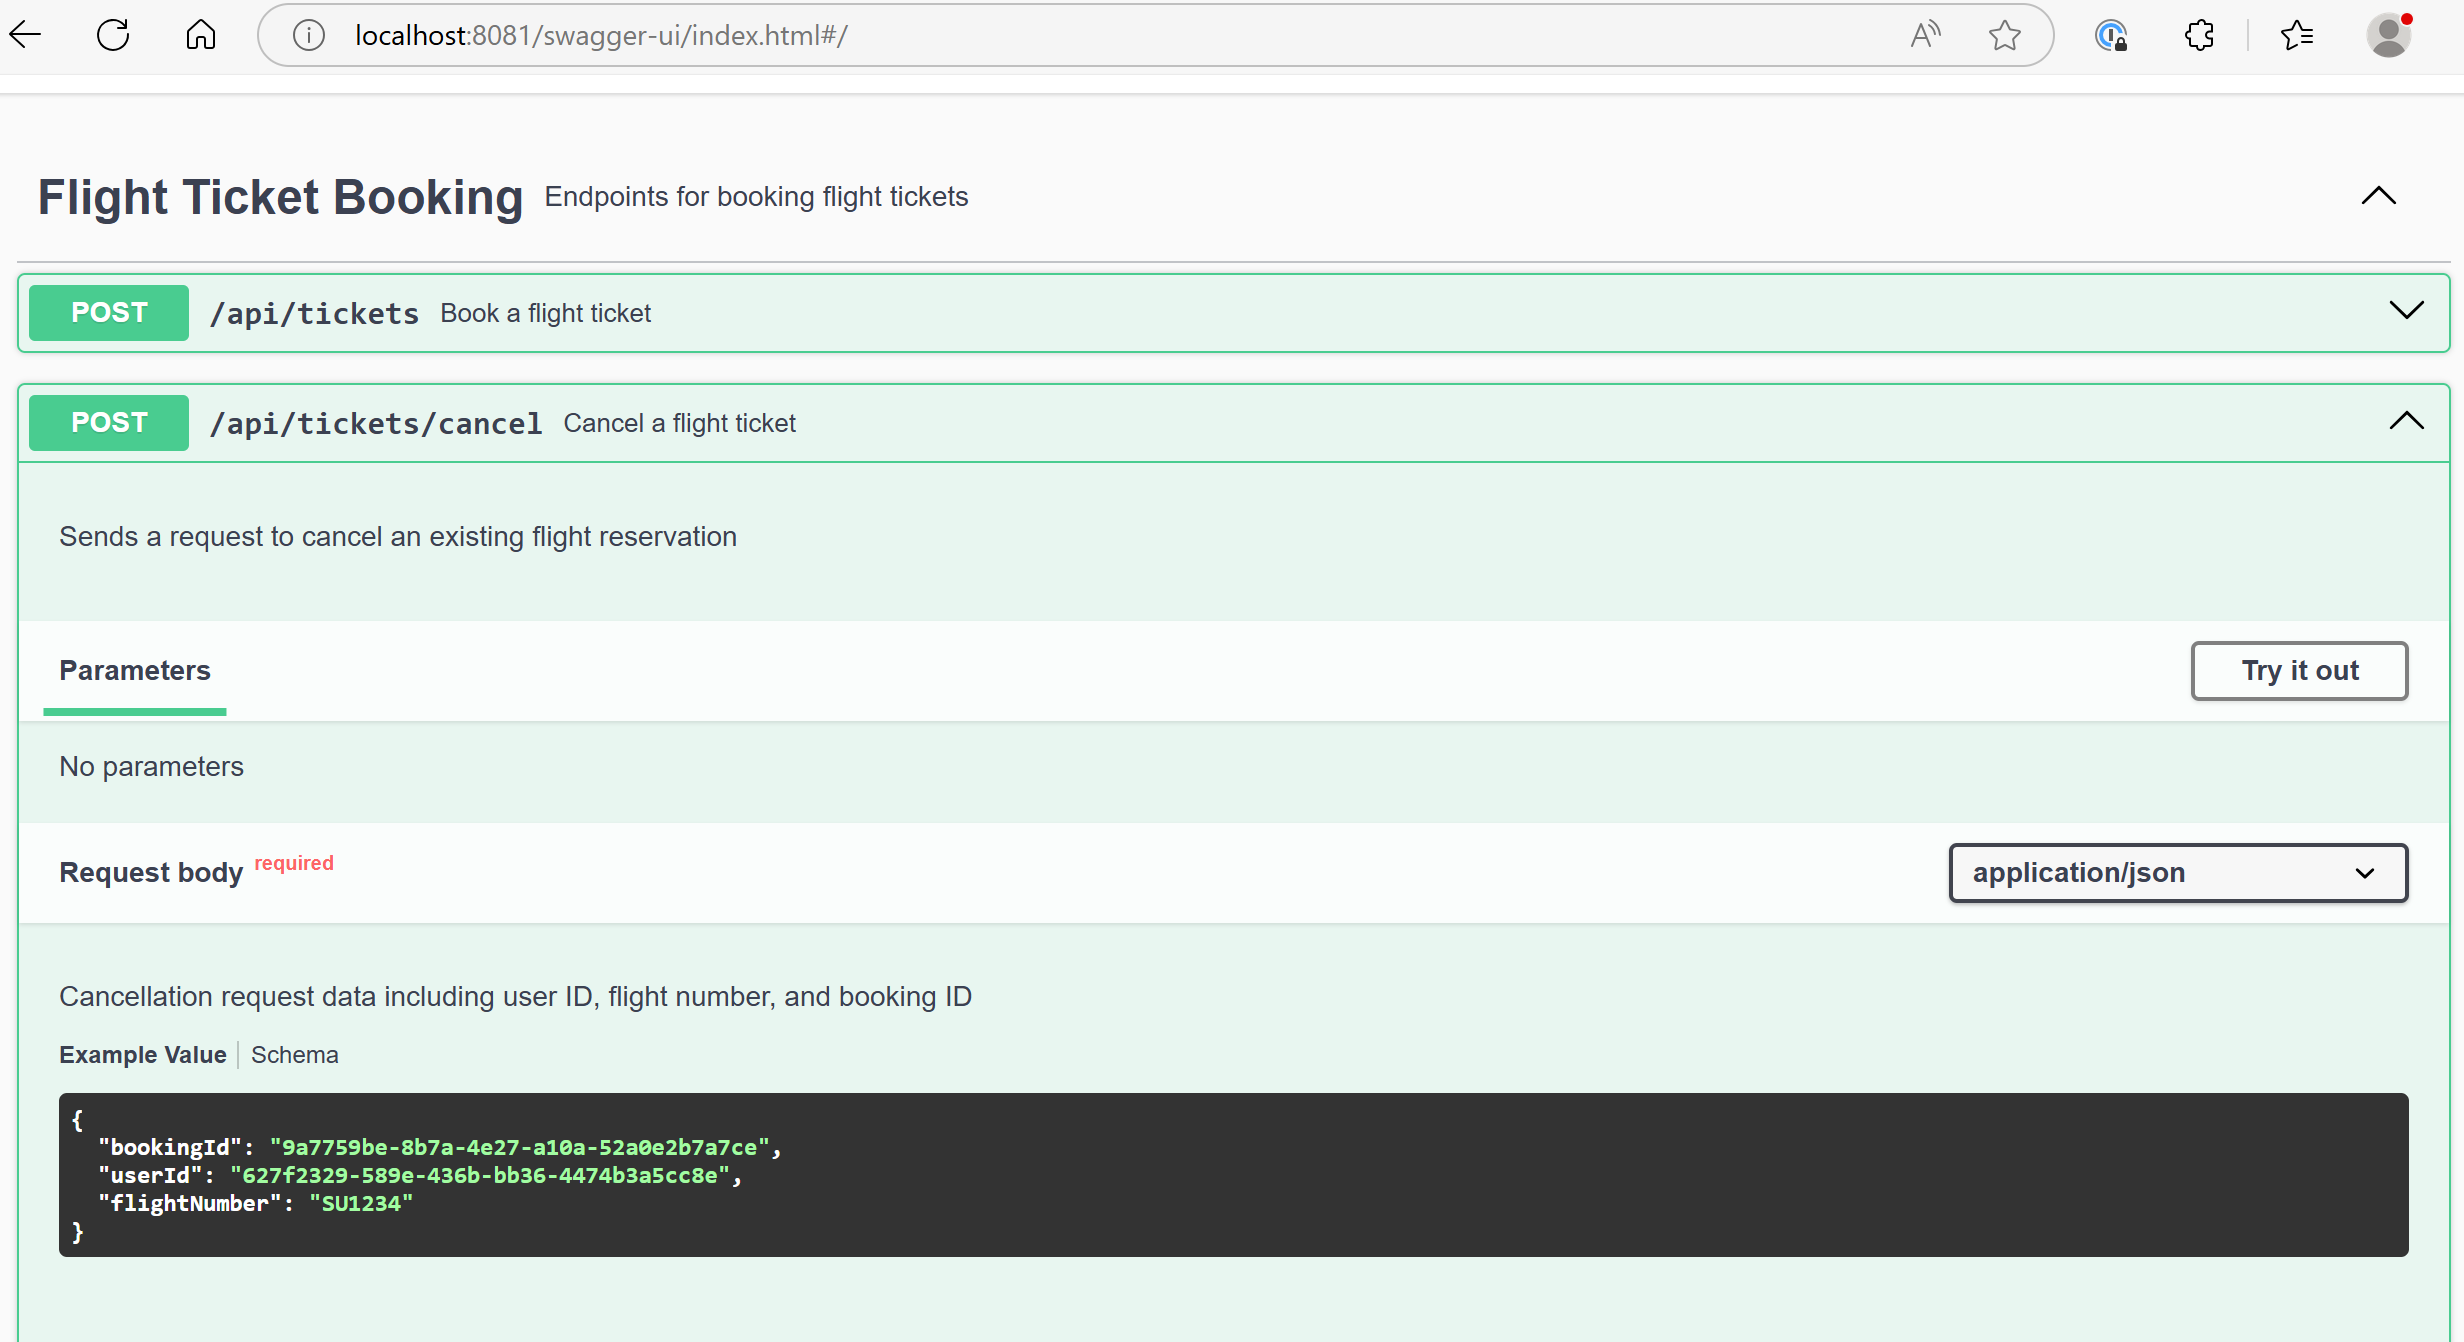 localhost:8081/swagger-ui/index.html#/
Flight Ticket Booking Endpoints for booking flight tickets
POST /api/tickets Book a flight ticket
POST /api/tickets/cancel Cancel a flight ticket
Sends a request to cancel an existing flight reservation
Parameters Try it out
No parameters
Request body required application/json
Cancellation request data including user ID, flight number, and booking ID
Example Value Schema
{
"bookingId": "9a7759be-8b7a-4e27-a10a-52a0e2b7a7ce",
"userId": "627f2329-589e-436b-bb36-4474b3a5cc8e",
"flightNumber": "SU1234"
}